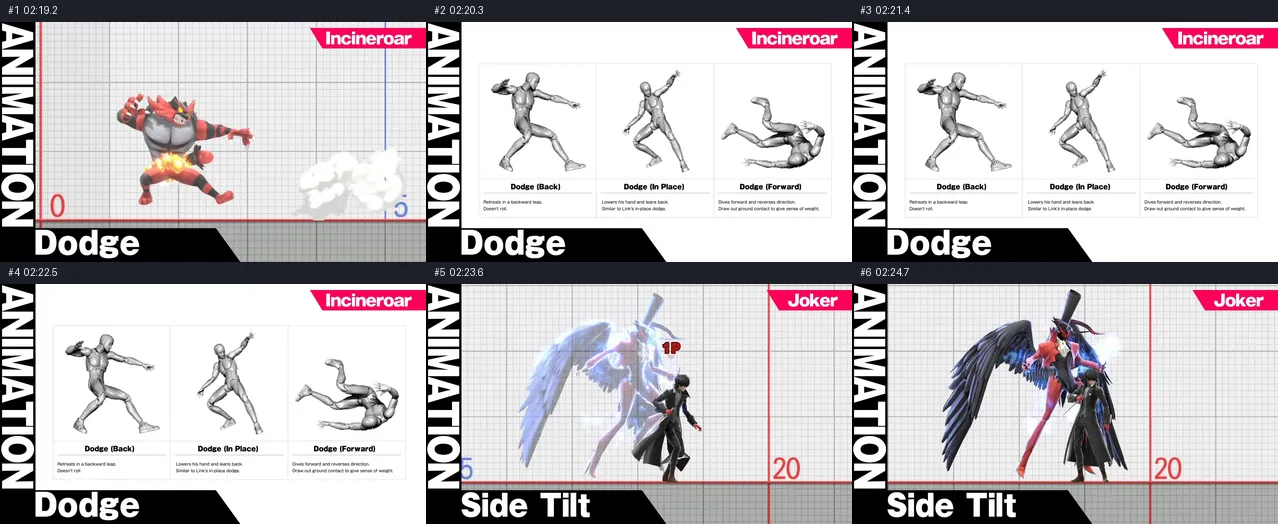 #1 02:19.2
ANIMATION
Incineroar
0
5
Dodge
#2 02:20.3
ANIMATION
Incineroar
Dodge (Back)
Retreats in a backward leap.
Doesn't roll.
Dodge (In Place)
Lowers his hand and leans back.
Similar to Link's in-place dodge.
Dodge (Forward)
Dives forward and reverses direction.
Draw out ground contact to give sense of weight.
Dodge
#3 02:21.4
ANIMATION
Incineroar
Dodge (Back)
Retreats in a backward leap.
Doesn't roll.
Dodge (In Place)
Lowers his hand and leans back.
Similar to Link's in-place dodge.
Dodge (Forward)
Dives forward and reverses direction.
Draw out ground contact to give sense of weight.
Dodge
#4 02:22.5
ANIMATION
Incineroar
Dodge (Back)
Retreats in a backward leap.
Doesn't roll.
Dodge (In Place)
Lowers his hand and leans back.
Similar to Link's in-place dodge.
Dodge (Forward)
Dives forward and reverses direction.
Draw out ground contact to give sense of weight.
Dodge
#5 02:23.6
ANIMATION
Joker
1P
5
20
Side Tilt
#6 02:24.7
ANIMATION
Joker
20
Side Tilt